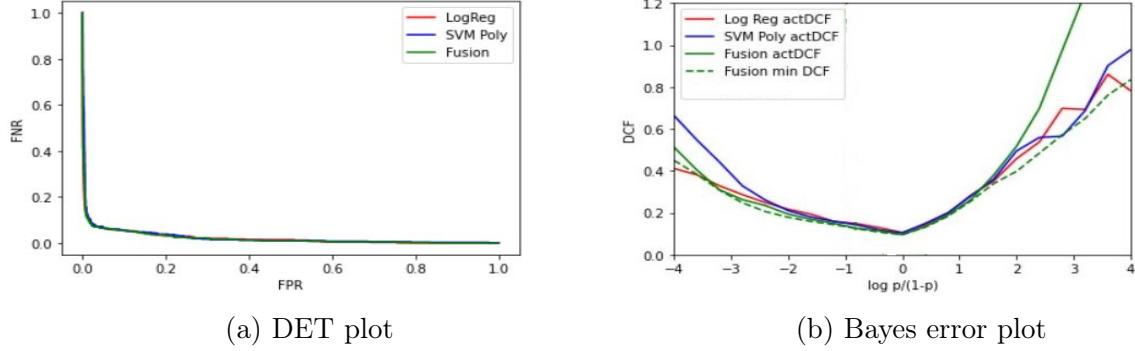 1.0
0.8
0.6
0.4
0.2
0.0
FNR
LogReg
SVM Poly
Fusion
0.0 0.2 0.4 0.6 0.8 1.0
FPR
(a) DET plot
1.2
1.0
0.8
0.6
0.4
0.2
0.0
DCF
Log Reg actDCF
SVM Poly actDCF
Fusion actDCF
Fusion min DCF
−4 −3 −2 −1 0 1 2 3 4
log p/(1-p)
(b) Bayes error plot